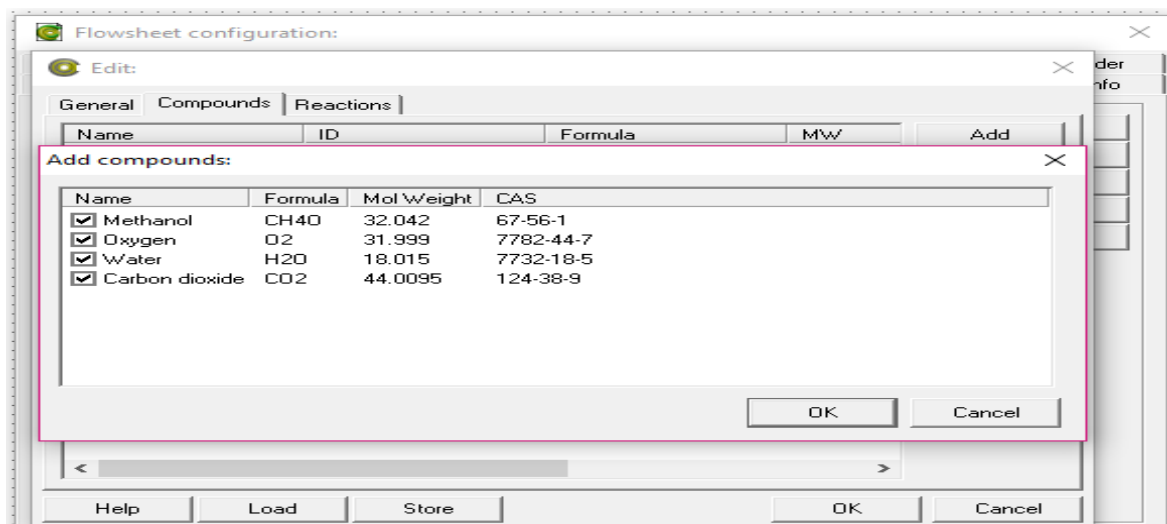 Flowsheet configuration:
Edit:
der
nfo
General Compounds Reactions
Name ID Formula MW Add
Add compounds:
Name Formula Mol Weight CAS
Methanol CH4O 32.042 67-56-1
Oxygen O2 31.999 7782-44-7
Water H2O 18.015 7732-18-5
Carbon dioxide CO2 44.0095 124-38-9
OK Cancel
Help Load Store OK Cancel